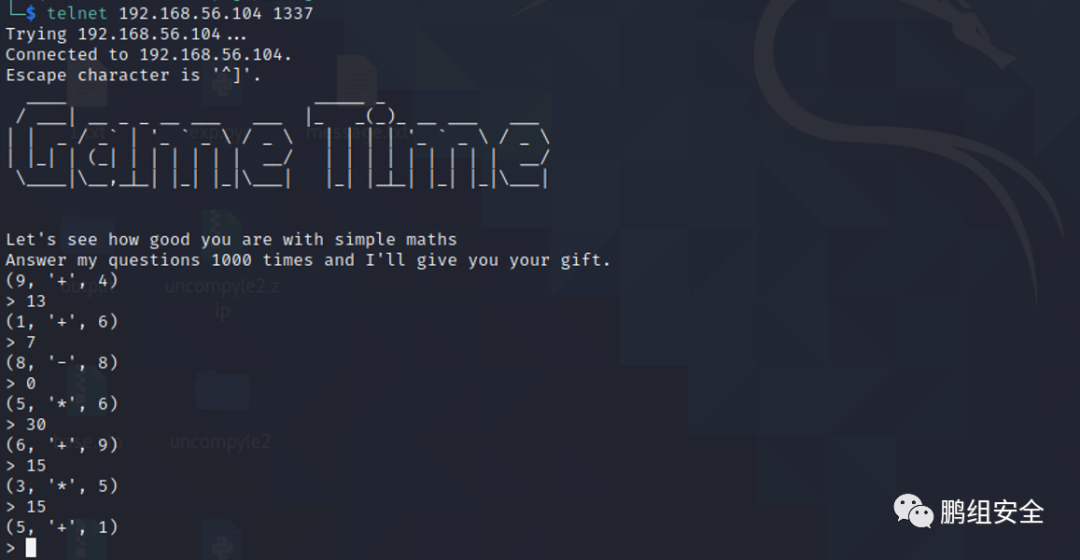 └─$ telnet 192.168.56.104 1337
Trying 192.168.56.104...
Connected to 192.168.56.104.
Escape character is '^]'.
Game Time
Let's see how good you are with simple maths
Answer my questions 1000 times and I'll give you your gift.
(9, '+', 4)
> 13
(1, '+', 6)
> 7
(8, '-', 8)
> 0
(5, '*', 6)
> 30
(6, '+', 9)
> 15
(3, '*', 5)
> 15
(5, '+', 1)
>
uncompyle2.z
ip
uncompyle2
鹏组安全